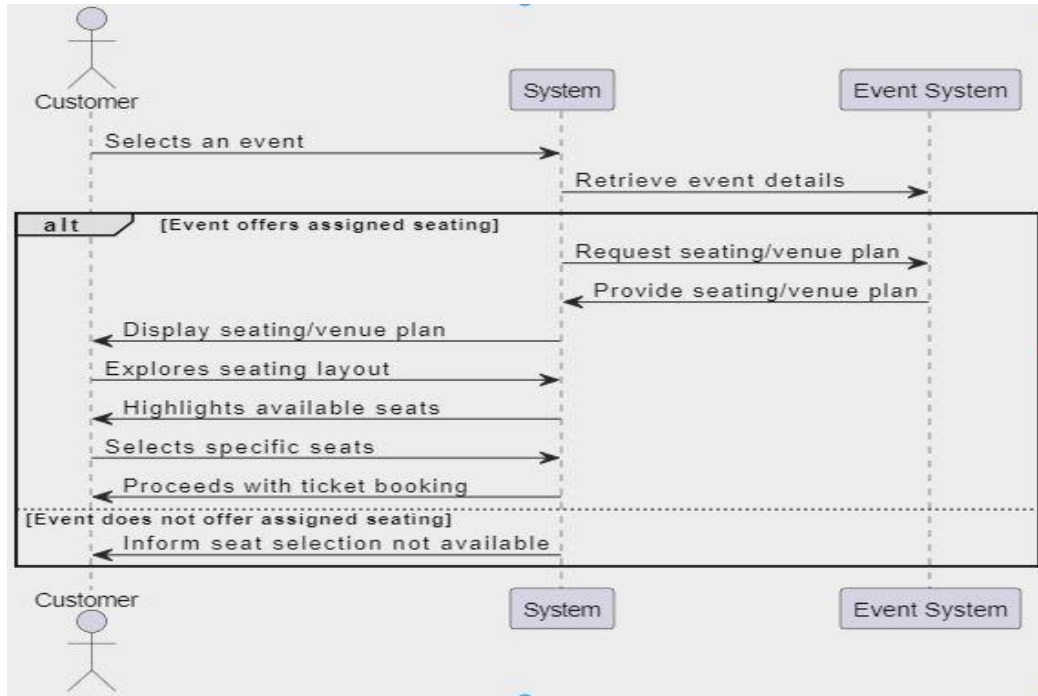 Customer
System
Event System
Selects an event
Retrieve event details
alt
[Event offers assigned seating]
Request seating/venue plan
Provide seating/venue plan
Display seating/venue plan
Explores seating layout
Highlights available seats
Selects specific seats
Proceeds with ticket booking
[Event does not offer assigned seating]
Inform seat selection not available
Customer
System
Event System